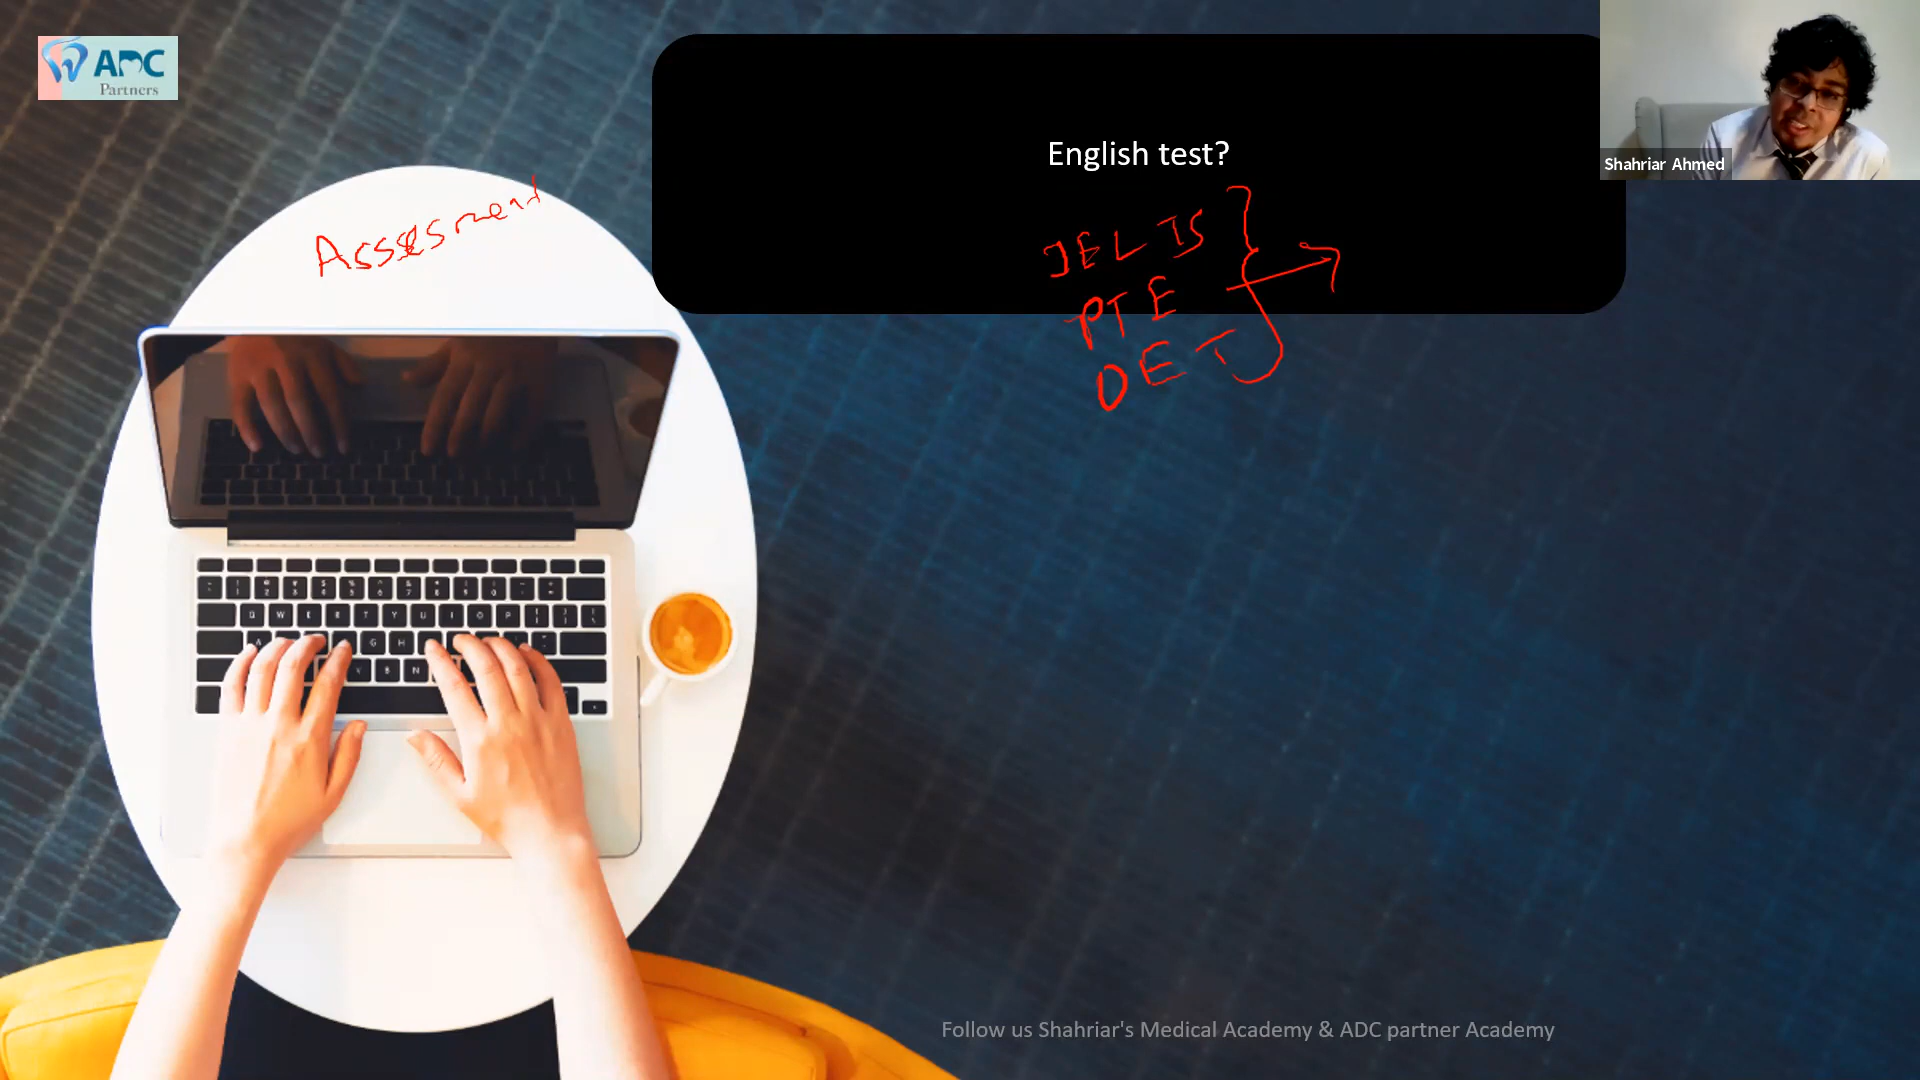 ADC
Partners
English test?
Shahriar Ahmed
Assesment
IELTS
PTE
OET
Follow us Shahriar's Medical Academy & ADC partner Academy